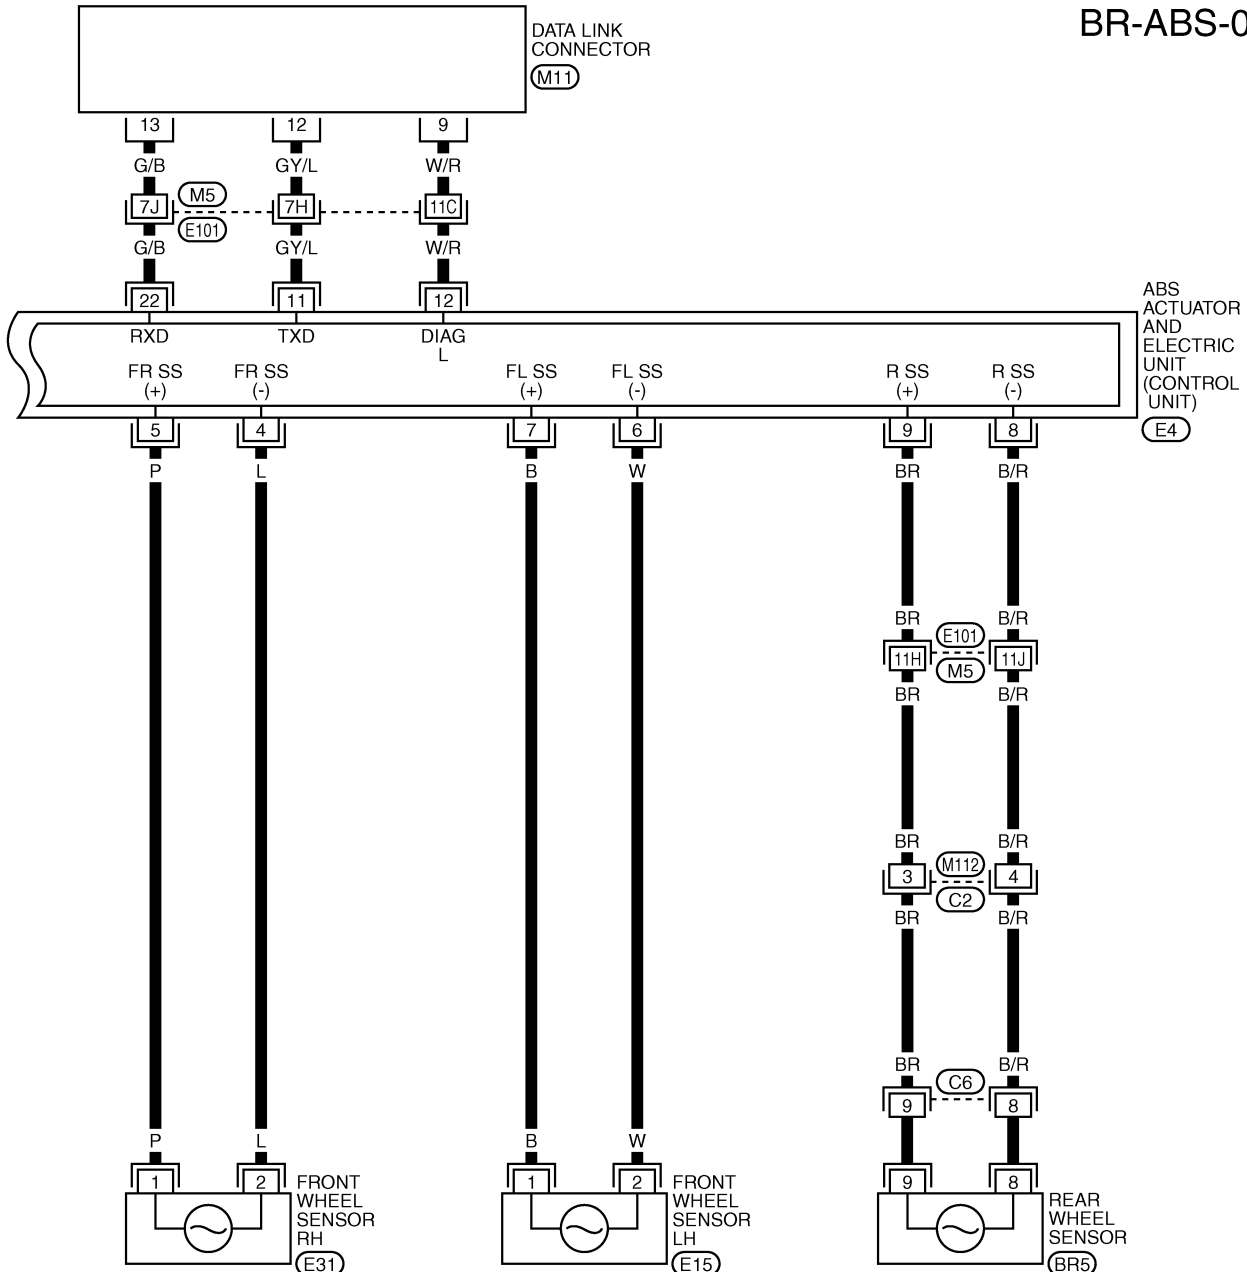 BR-ABS-0
DATA LINK
CONNECTOR
M11
13 12 9
G/B GY/L W/R
M5
7J 7H 11C
E101
G/B GY/L W/R
22 11 12
RXD TXD DIAG
L
ABS
ACTUATOR
AND
ELECTRIC
UNIT
(CONTROL
UNIT)
E4
FR SS FR SS FL SS FL SS R SS R SS
(+) (-) (+) (-) (+) (-)
5 4 7 6 9 8
P L B W BR B/R
BR B/R
E101
11H 11J
M5
BR B/R
BR B/R
M112
3 4
C2
BR B/R
BR B/R
C6
9 8
P L B W
1 2 1 2 9 8
FRONT
WHEEL
SENSOR
RH
E31
FRONT
WHEEL
SENSOR
LH
E15
REAR
WHEEL
SENSOR
BR5